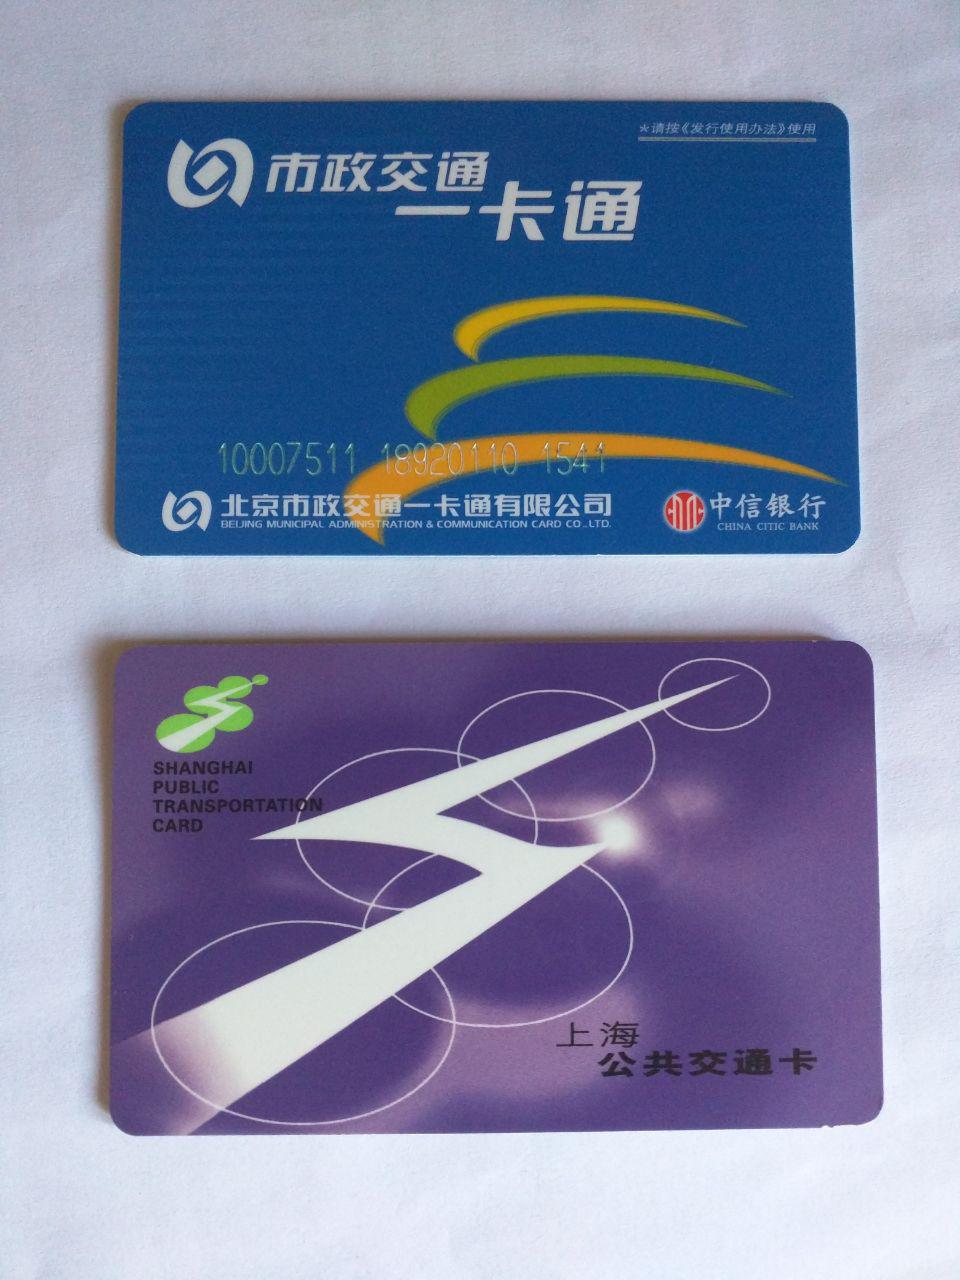 *请按《发行使用办法》使用
市政交通
一卡通
10007511 18920110 1541
北京市政交通一卡通有限公司
BEIJING MUNICIPAL ADMINISTRATION & COMMUNICATION CARD CO.,LTD.
中信银行
CHINA CITIC BANK
SHANGHAI
PUBLIC
TRANSPORTATION
CARD
上海
公共交通卡